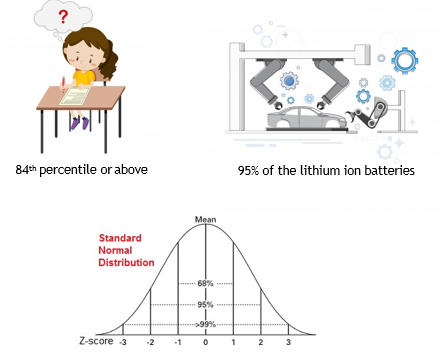 ?
84th percentile or above
95% of the lithium ion batteries
Mean
Standard
Normal
Distribution
68%
95%
>99%
Z-score -3 -2 -1 0 1 2 3